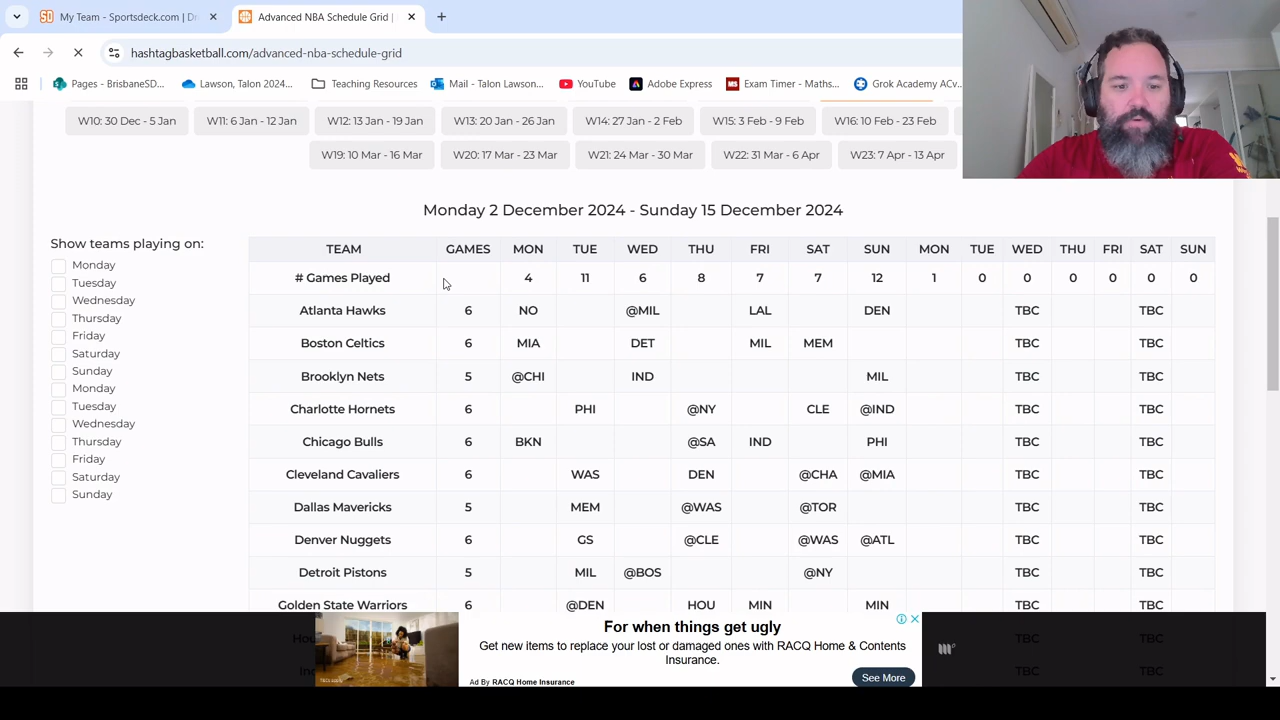 My Team - Sportsdeck.com | Dr
Advanced NBA Schedule Grid |
hashtagbasketball.com/advanced-nba-schedule-grid
Pages - BrisbaneSD... Lawson, Talon 2024... Teaching Resources Mail - Talon Lawson... YouTube Adobe Express Exam Timer - Maths... Grok Academy ACv...
W10: 30 Dec - 5 Jan W11: 6 Jan - 12 Jan W12: 13 Jan - 19 Jan W13: 20 Jan - 26 Jan W14: 27 Jan - 2 Feb W15: 3 Feb - 9 Feb W16: 10 Feb - 23 Feb
W19: 10 Mar - 16 Mar W20: 17 Mar - 23 Mar W21: 24 Mar - 30 Mar W22: 31 Mar - 6 Apr W23: 7 Apr - 13 Apr
Monday 2 December 2024 - Sunday 15 December 2024
Show teams playing on:
Monday
Tuesday
Wednesday
Thursday
Friday
Saturday
Sunday
Monday
Tuesday
Wednesday
Thursday
Friday
Saturday
Sunday
TEAM GAMES MON TUE WED THU FRI SAT SUN MON TUE WED THU FRI SAT SUN
# Games Played 4 11 6 8 7 7 12 1 0 0 0 0 0 0
Atlanta Hawks 6 NO @MIL LAL DEN TBC TBC
Boston Celtics 6 MIA DET MIL MEM TBC TBC
Brooklyn Nets 5 @CHI IND MIL TBC TBC
Charlotte Hornets 6 PHI @NY CLE @IND TBC TBC
Chicago Bulls 6 BKN @SA IND PHI TBC TBC
Cleveland Cavaliers 6 WAS DEN @CHA @MIA TBC TBC
Dallas Mavericks 5 MEM @WAS @TOR TBC TBC
Denver Nuggets 6 GS @CLE @WAS @ATL TBC TBC
Detroit Pistons 5 MIL @BOS @NY TBC TBC
Golden State Warriors 6 @DEN HOU MIN MIN TBC TBC
TBC TBC
TBC TBC
For when things get ugly
Get new items to replace your lost or damaged ones with RACQ Home & Contents
Insurance.
Ad By RACQ Home Insurance
See More